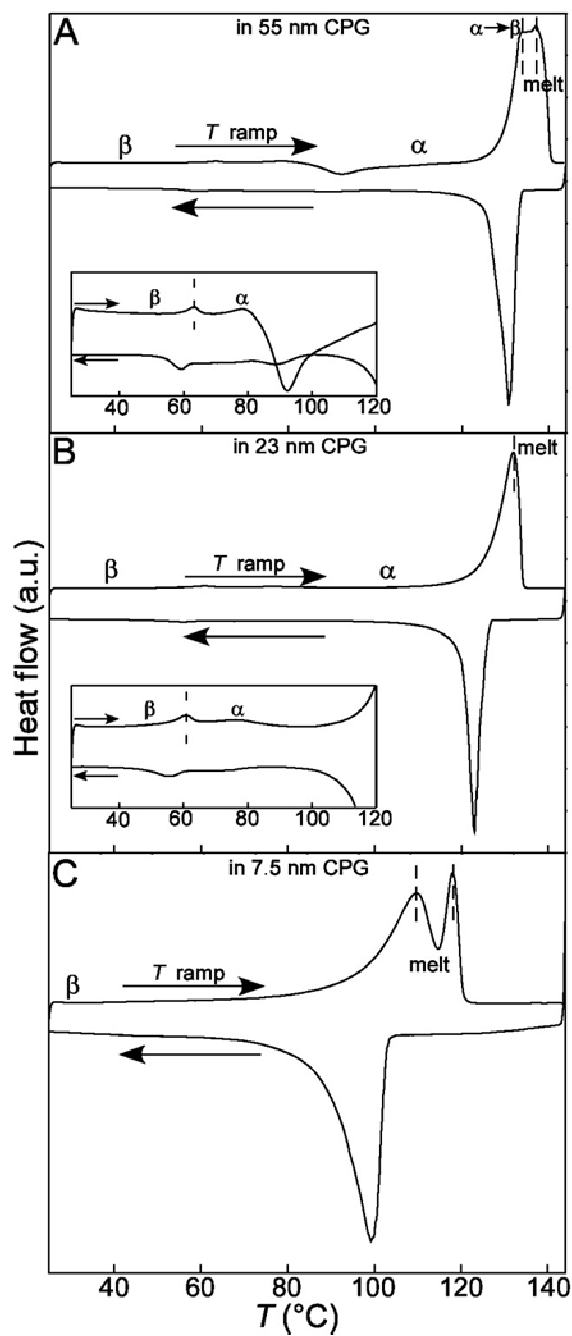 A
in 55 nm CPG
α→β
melt
β
T ramp
α
β
α
40 60 80 100 120
B
in 23 nm CPG
melt
β
T ramp
α
β
α
40 60 80 100 120
Heat flow (a.u.)
C
in 7.5 nm CPG
melt
β
T ramp
40 60 80 100 120 140
T (°C)